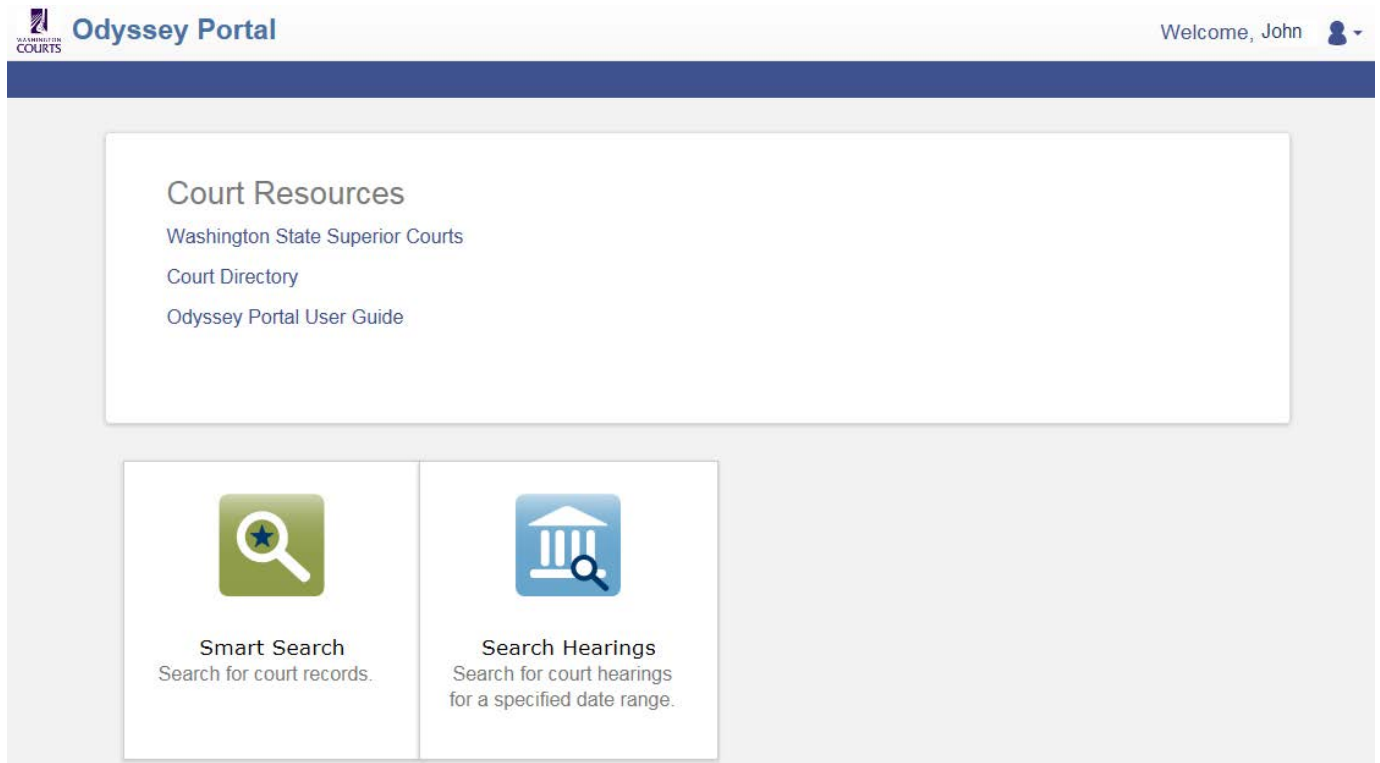 WASHINGTON
COURTS
Odyssey Portal
Welcome, John
Court Resources
Washington State Superior Courts
Court Directory
Odyssey Portal User Guide
Smart Search
Search for court records.
Search Hearings
Search for court hearings
for a specified date range.